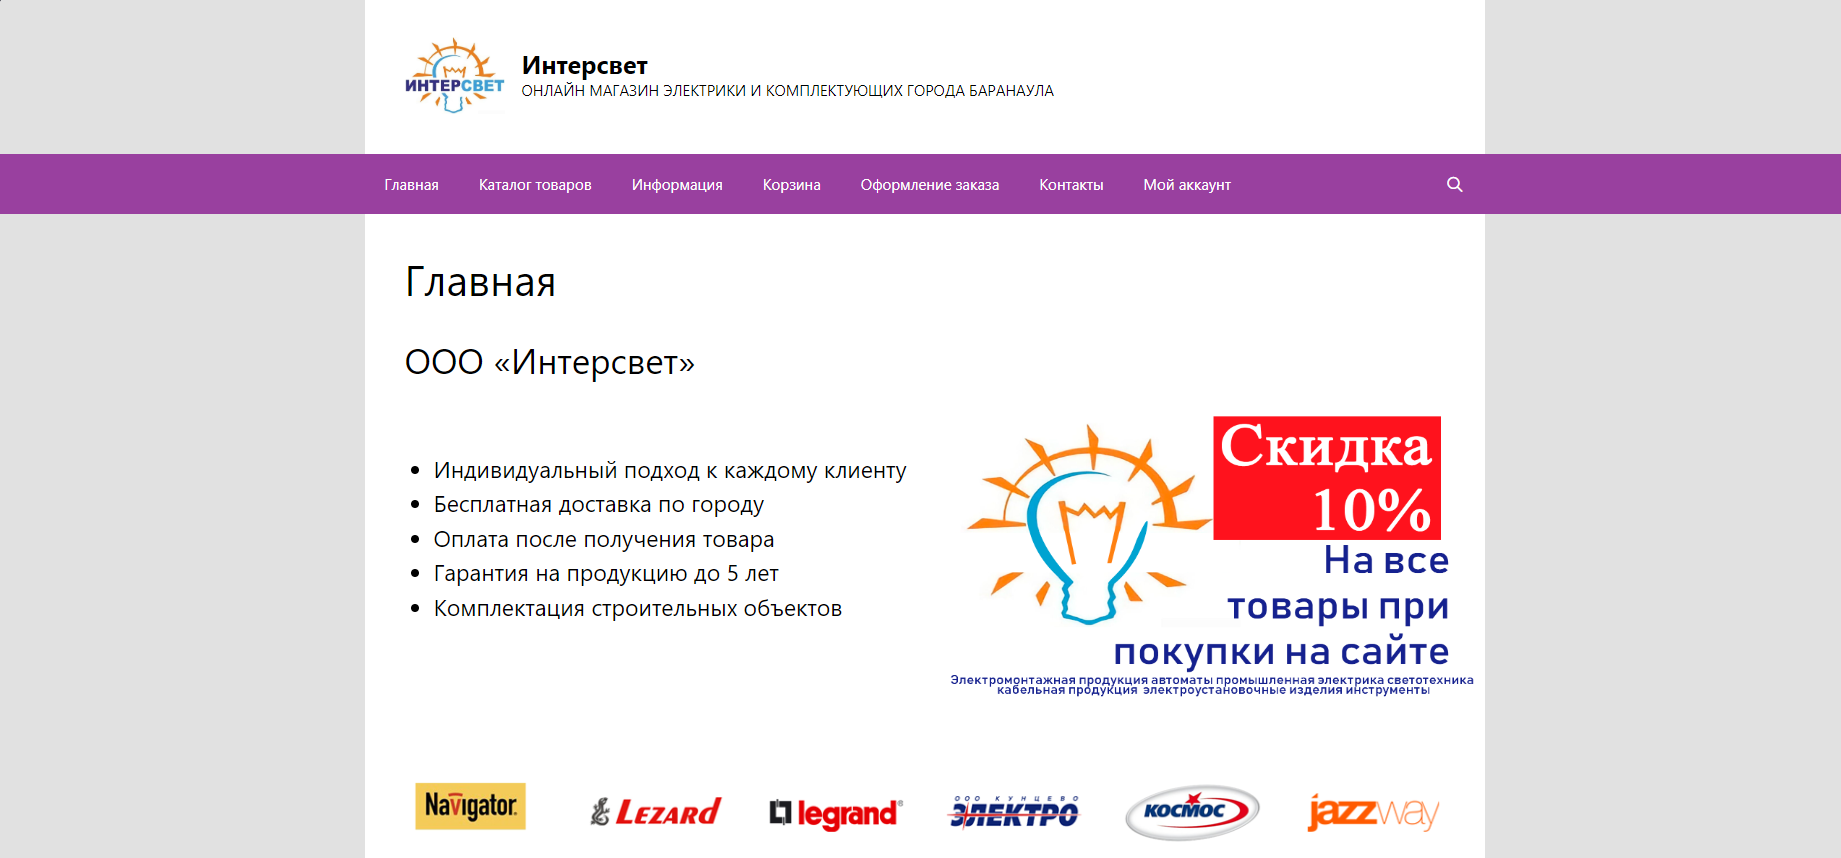 ИНТЕРСВЕТ
Интерсвет
ОНЛАЙН МАГАЗИН ЭЛЕКТРИКИ И КОМПЛЕКТУЮЩИХ ГОРОДА БАРАНАУЛА
Главная Каталог товаров Информация Корзина Оформление заказа Контакты Мой аккаунт
Главная
ООО «Интерсвет»
Индивидуальный подход к каждому клиенту
Бесплатная доставка по городу
Оплата после получения товара
Гарантия на продукцию до 5 лет
Комплектация строительных объектов
Скидка
10%
На все
товары при
покупки на сайте
Электромонтажная продукция автоматы промышленная электрика светотехника
кабельная продукция электроустановочные изделия инструменты
Navigator.
LEZARD
legrand®
ООО КУНЦЕВО
ЭЛЕКТРО
КОСМОС
jazzway